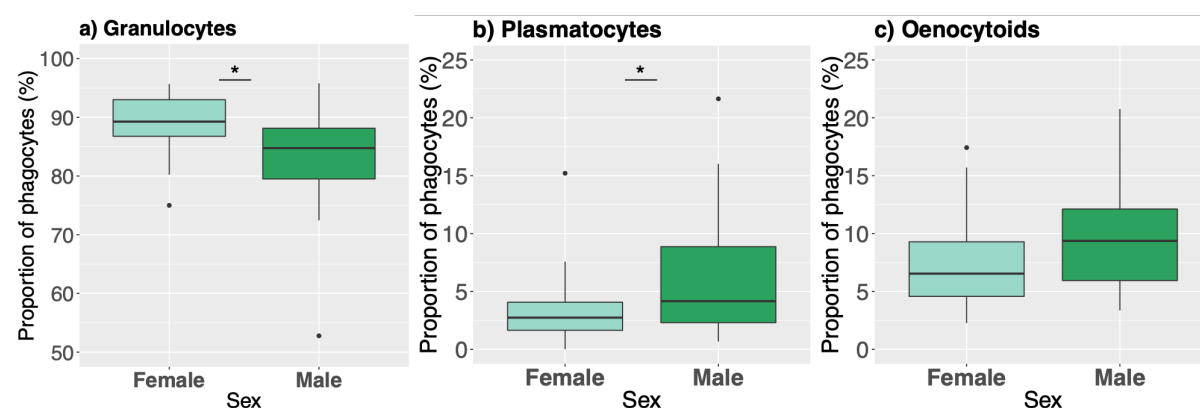 a) Granulocytes
Proportion of phagocytes (%)
100
90
80
70
60
50
*
Female
Male
Sex
b) Plasmatocytes
Proportion of phagocytes (%)
25
20
15
10
5
0
*
Female
Male
Sex
c) Oenocytoids
Proportion of phagocytes (%)
25
20
15
10
5
0
Female
Male
Sex